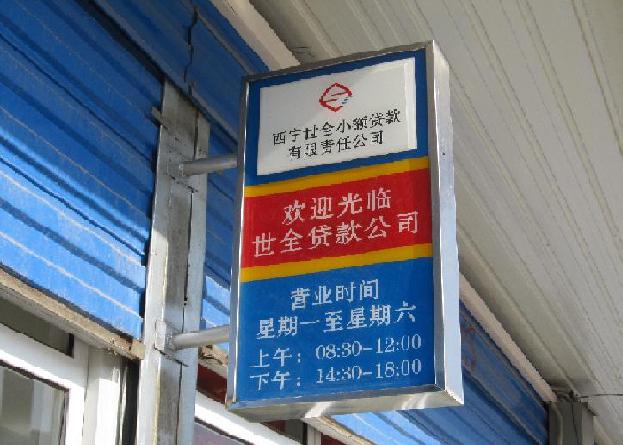 西宁世全小额贷款
有限责任公司
欢迎光临
世全贷款公司
营业时间
星期一至星期六
上午：08:30-12:00
下午：14:30-18:00